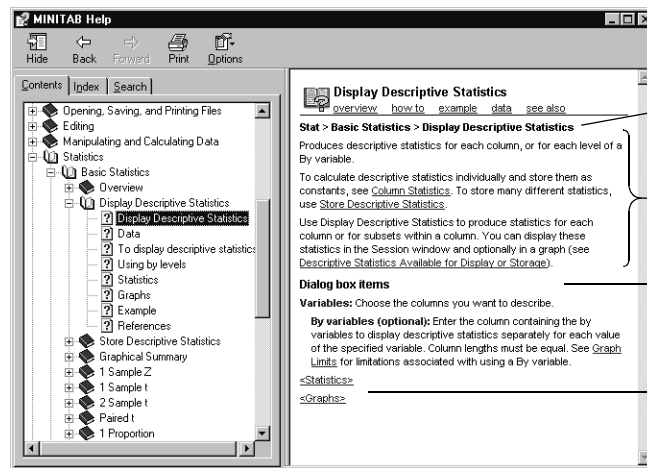 MINITAB Help
Hide Back Forward Print Options
Contents Index Search
Opening, Saving, and Printing Files
Editing
Manipulating and Calculating Data
Statistics
Basic Statistics
Overview
Display Descriptive Statistics
Display Descriptive Statistics
Data
To display descriptive statistics
Using by levels
Statistics
Graphs
Example
References
Store Descriptive Statistics
Graphical Summary
1 Sample Z
1 Sample t
2 Sample t
Paired t
1 Proportion
Display Descriptive Statistics
overview how to example data see also
Stat > Basic Statistics > Display Descriptive Statistics
Produces descriptive statistics for each column, or for each level of a
By variable.
To calculate descriptive statistics individually and store them as
constants, see Column Statistics. To store many different statistics,
use Store Descriptive Statistics.
Use Display Descriptive Statistics to produce statistics for each
column or for subsets within a column. You can display these
statistics in the Session window and optionally in a graph (see
Descriptive Statistics Available for Display or Storage).
Dialog box items
Variables: Choose the columns you want to describe.
By variables (optional): Enter the column containing the by
variables to display descriptive statistics separately for each value
of the specified variable. Column lengths must be equal. See Graph
Limits for limitations associated with using a By variable.
<Statistics>
<Graphs>